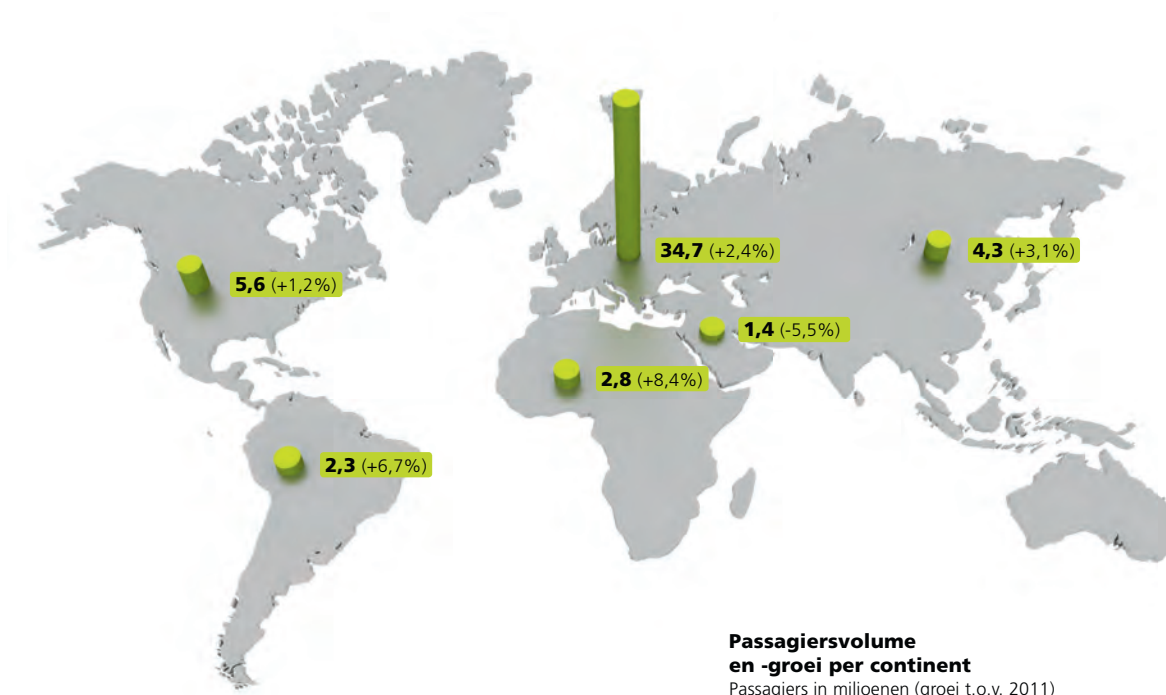 34,7 (+2,4%)
4,3 (+3,1%)
5,6 (+1,2%)
1,4 (-5,5%)
2,8 (+8,4%)
2,3 (+6,7%)
Passagiersvolume
en -groei per continent
Passagiers in miljoenen (groei t.o.v. 2011)